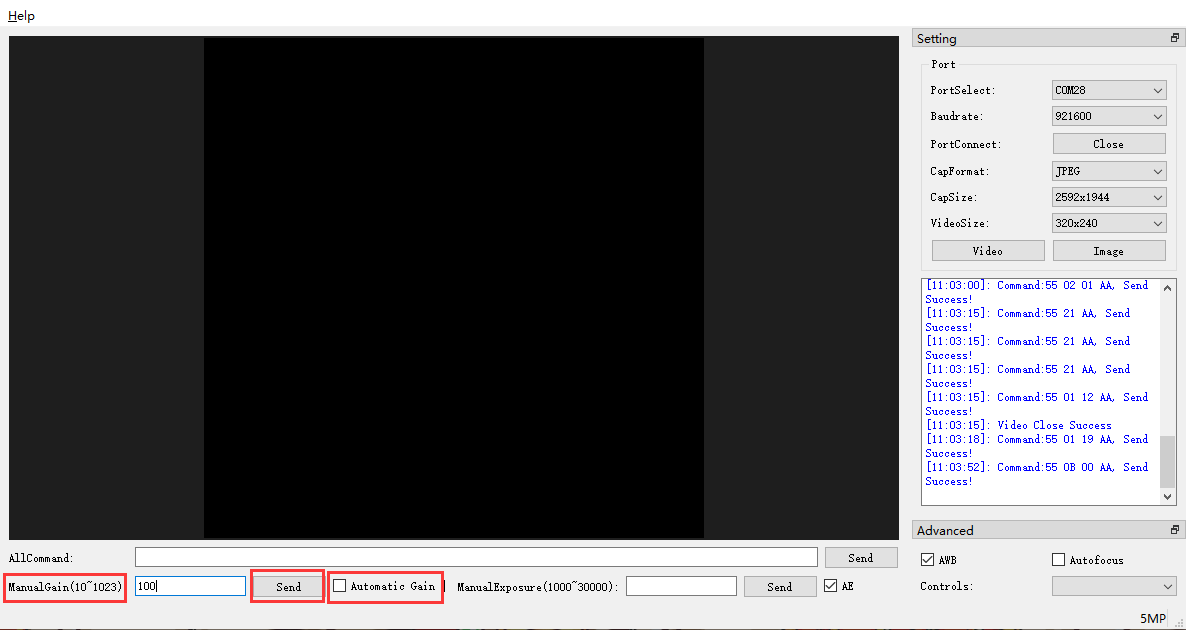 Help
Setting
Port
PortSelect: COM28
Baudrate: 921600
PortConnect: Close
CapFormat: JPEG
CapSize: 2592x1944
VideoSize: 320x240
Video Image
[11:03:00]: Command:55 02 01 AA, Send
Success!
[11:03:15]: Command:55 21 AA, Send
Success!
[11:03:15]: Command:55 21 AA, Send
Success!
[11:03:15]: Command:55 21 AA, Send
Success!
[11:03:15]: Command:55 01 12 AA, Send
Success!
[11:03:15]: Video Close Success
[11:03:18]: Command:55 01 19 AA, Send
Success!
[11:03:52]: Command:55 0B 00 AA, Send
Success!
Advanced
AWB Autofocus
Controls:
AllCommand: Send
ManualGain(10~1023) 100 Send Automatic Gain ManualExposure(1000~30000): Send AE
5MP